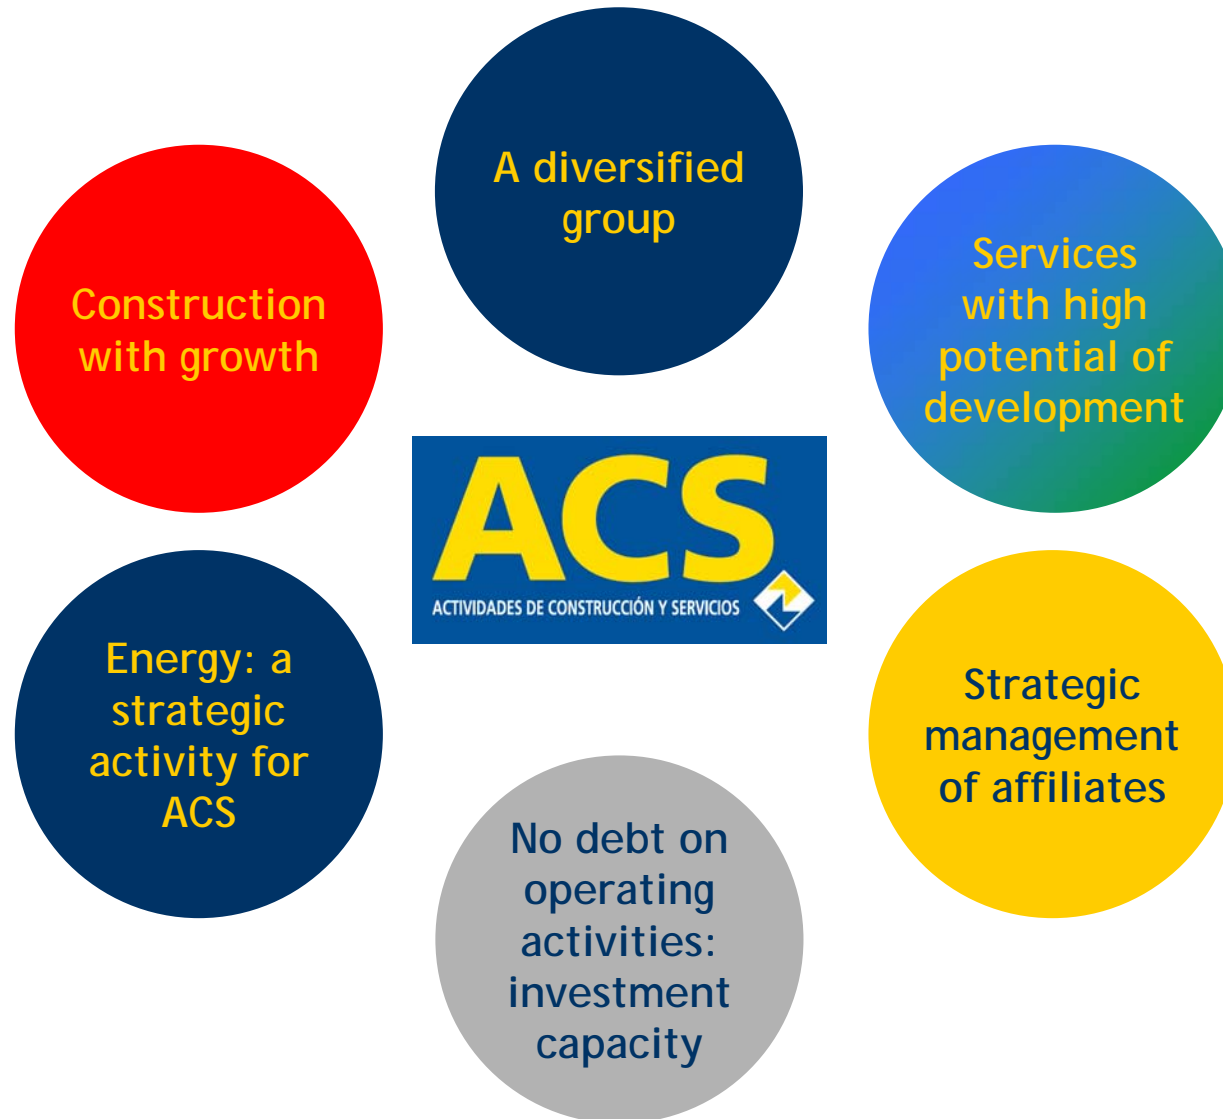 A diversified
group
Construction
with growth
Services
with high
potential of
development
ACS
ACTIVIDADES DE CONSTRUCCIÓN Y SERVICIOS
Energy: a
strategic
activity for
ACS
Strategic
management
of affiliates
No debt on
operating
activities:
investment
capacity